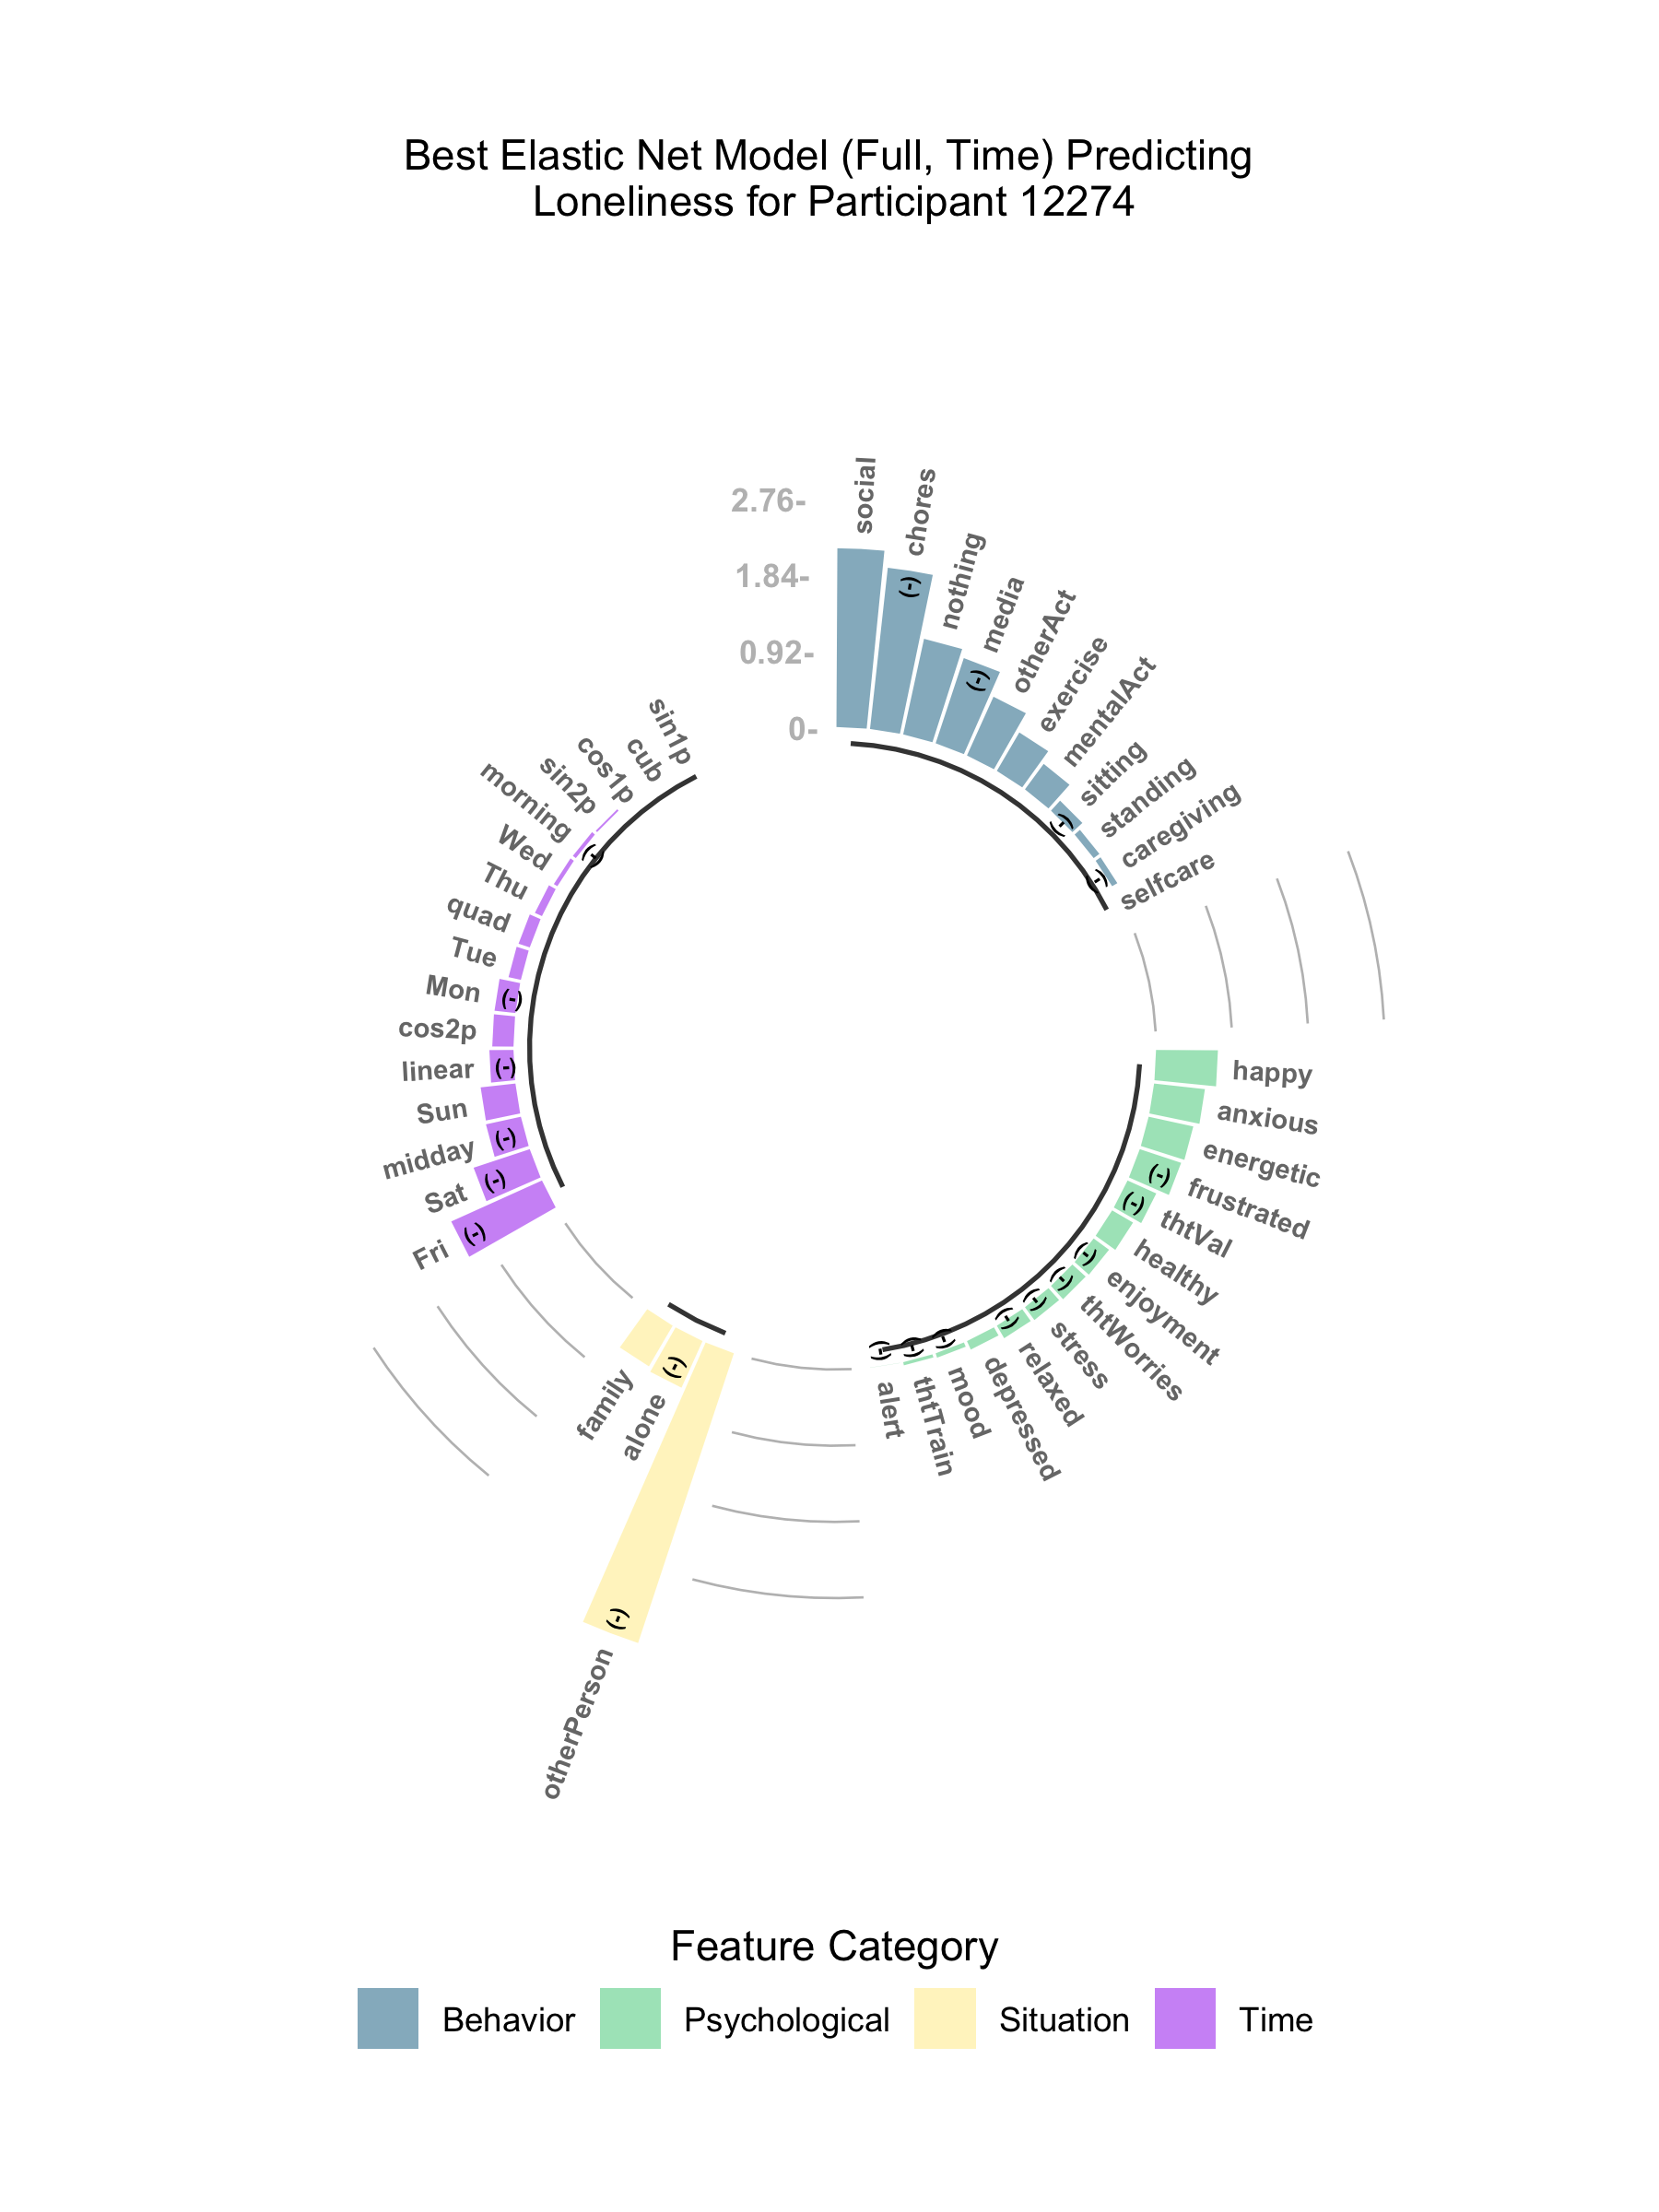 Best Elastic Net Model (Full, Time) Predicting
Loneliness for Participant 12274
2.76-
1.84-
0.92-
0-
social
chores
(-)
nothing
media
(-)
otherAct
exercise
mentalAct
sitting
(-)
standing
caregiving
selfcare
(-)
happy
anxious
energetic
frustrated
(-)
thtVal
(-)
healthy
enjoyment
(-)
thtWorries
(-)
stress
(-)
relaxed
(-)
depressed
mood
(-)
thtTrain
(-)
alert
(-)
otherPerson
(-)
alone
(-)
family
Fri
(-)
Sat
(-)
midday
(-)
Sun
linear
(-)
cos2p
Mon
(-)
Tue
quad
Thu
Wed
morning
(-)
sin2p
cos1p
cub
sin1p
Feature Category
Behavior
Psychological
Situation
Time